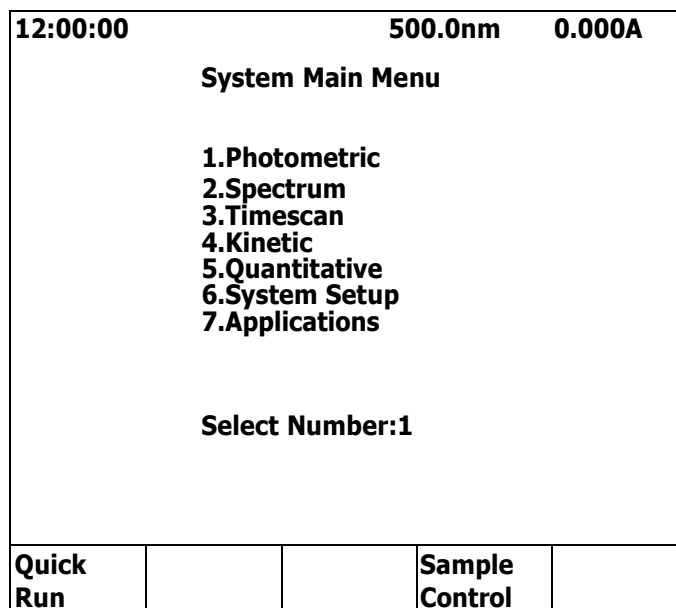 12:00:00 500.0nm 0.000A
System Main Menu
1.Photometric
2.Spectrum
3.Timescan
4.Kinetic
5.Quantitative
6.System Setup
7.Applications
Select Number:1
Quick
Run
Sample
Control